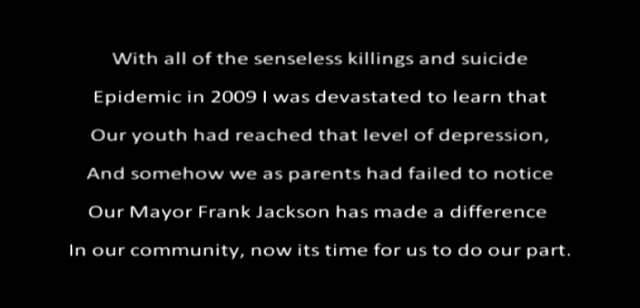 With all of the senseless killings and suicide
Epidemic in 2009 I was devastated to learn that
Our youth had reached that level of depression,
And somehow we as parents had failed to notice
Our Mayor Frank Jackson has made a difference
In our community, now its time for us to do our part.